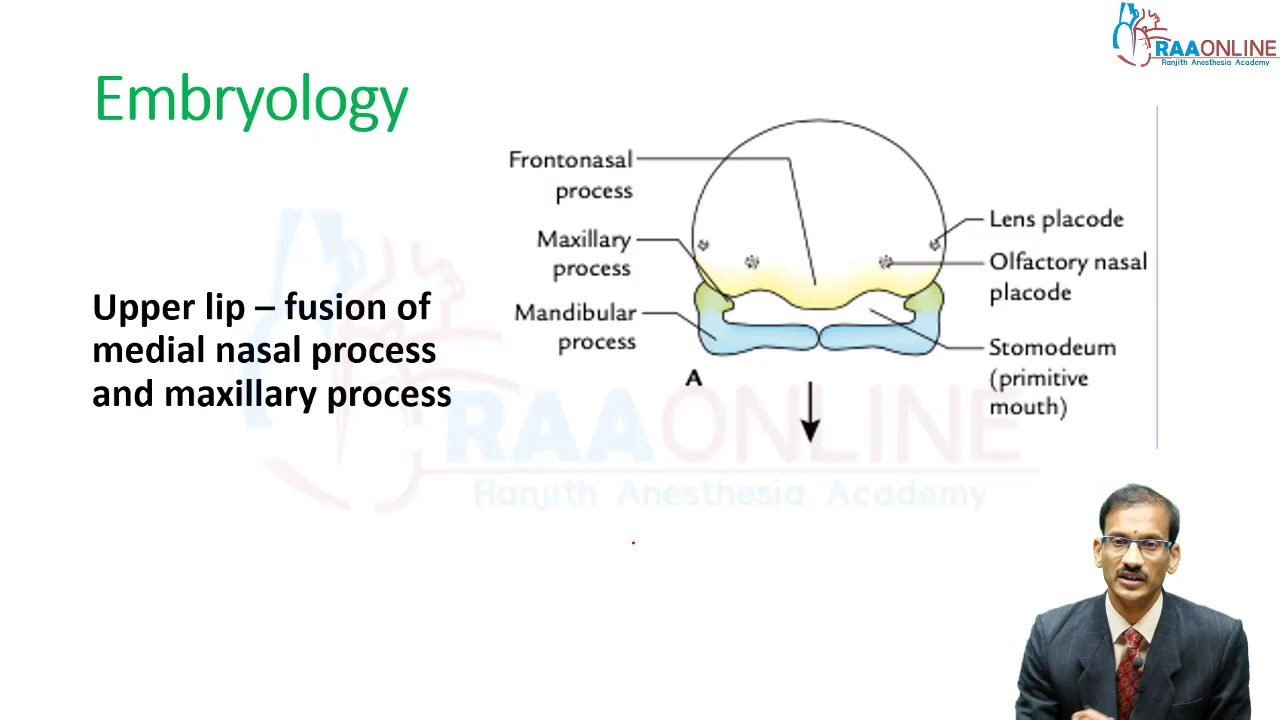 RAAONLINE
Ranjith Anesthesia Academy
Embryology
Upper lip – fusion of
medial nasal process
and maxillary process
Frontonasal
process
Maxillary
process
Mandibular
process
A
Lens placode
Olfactory nasal
placode
Stomodeum
(primitive
mouth)
RAAONLINE
Ranjith Anesthesia Academy